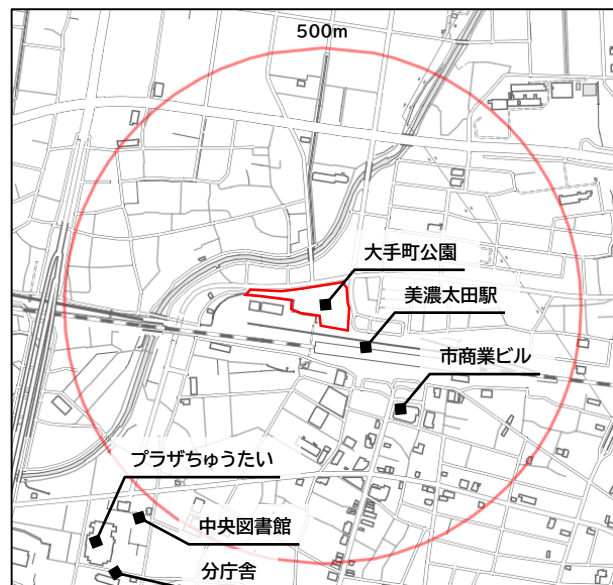 500m
大手町公園
美濃太田駅
市商業ビル
プラザちゅうたい
中央図書館
分庁舎